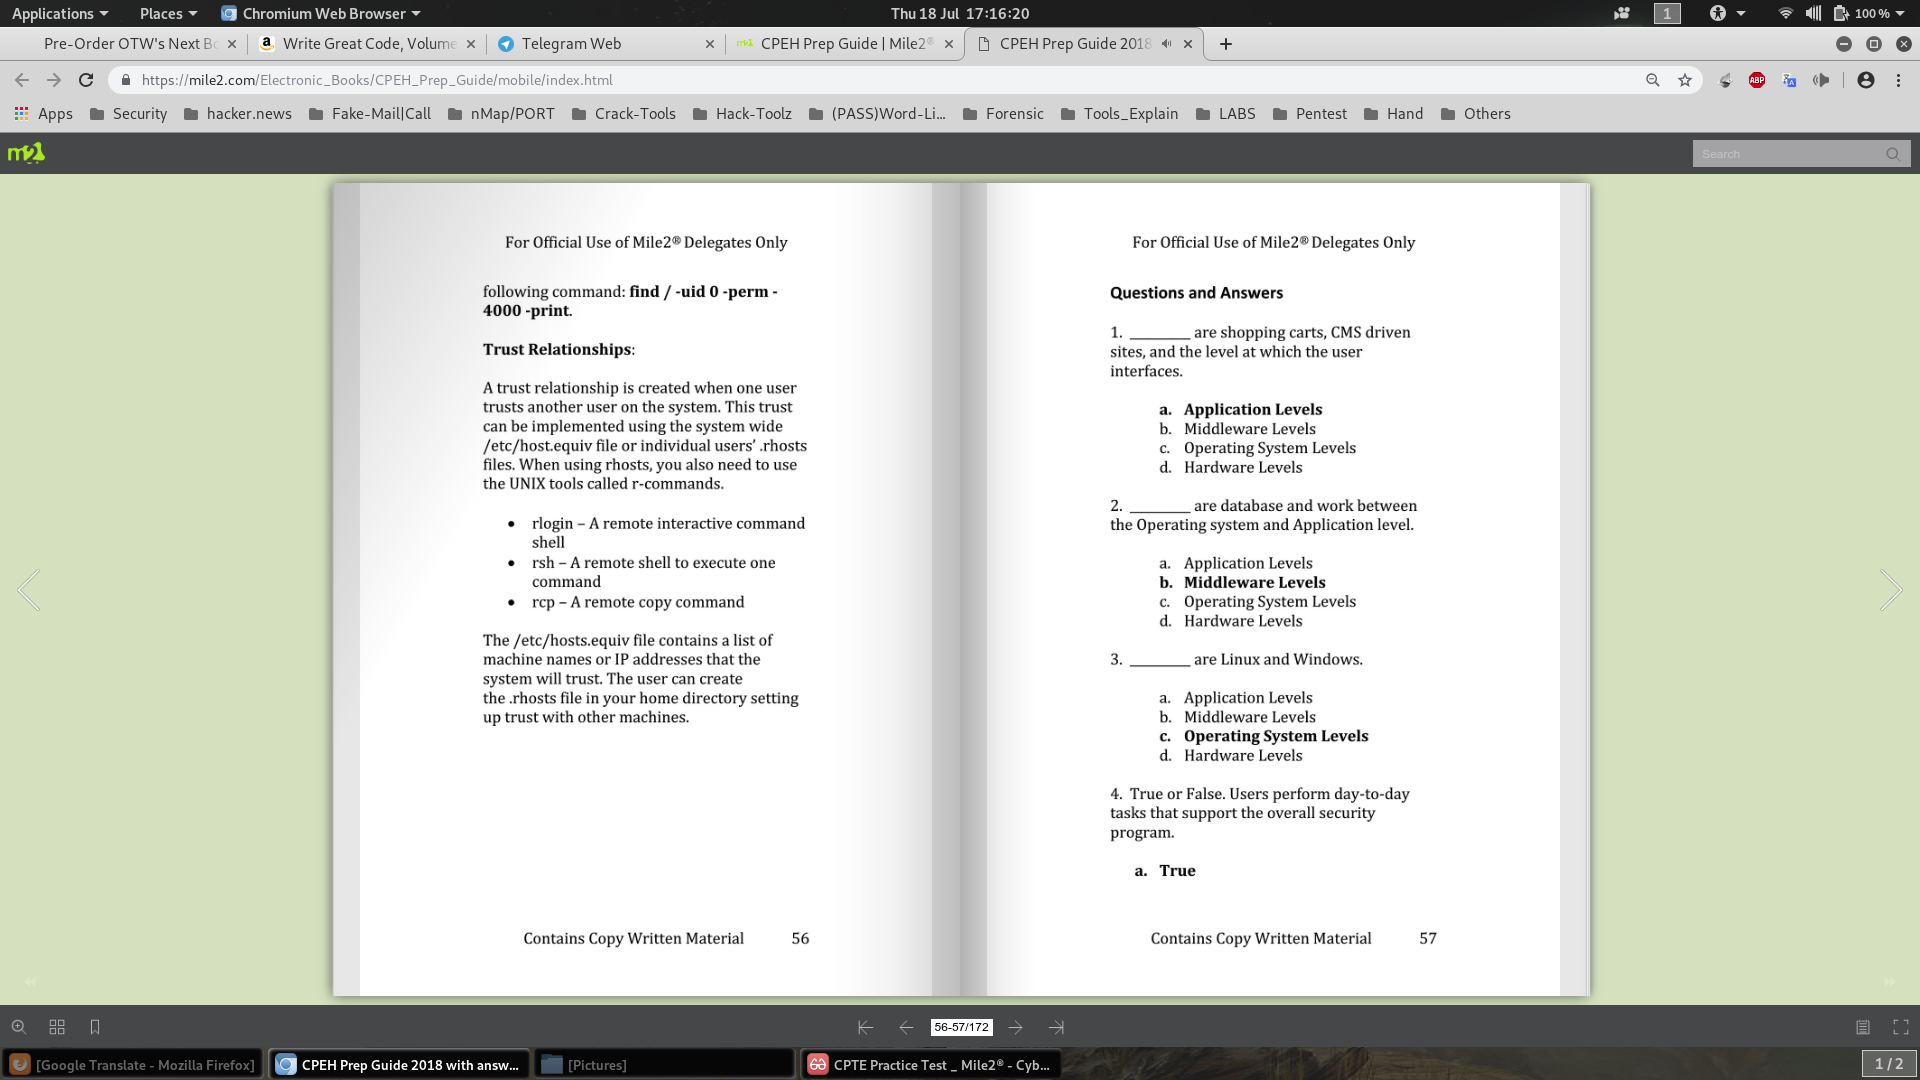 Applications Places Chromium Web Browser Thu 18 Jul 17:16:20 1 100 %
Pre-Order OTW's Next Bo Write Great Code, Volume Telegram Web CPEH Prep Guide | Mile2® CPEH Prep Guide 2018
https://mile2.com/Electronic_Books/CPEH_Prep_Guide/mobile/index.html ABP
Apps Security hacker.news Fake-Mail|Call nMap/PORT Crack-Tools Hack-Toolz (PASS)Word-Li... Forensic Tools_Explain LABS Pentest Hand Others
m2 Search
For Official Use of Mile2® Delegates Only
following command: find / -uid 0 -perm -
4000 -print.
Trust Relationships:
A trust relationship is created when one user
trusts another user on the system. This trust
can be implemented using the system wide
/etc/host.equiv file or individual users' .rhosts
files. When using rhosts, you also need to use
the UNIX tools called r-commands.
• rlogin – A remote interactive command
shell
• rsh – A remote shell to execute one
command
• rcp – A remote copy command
The /etc/hosts.equiv file contains a list of
machine names or IP addresses that the
system will trust. The user can create
the .rhosts file in your home directory setting
up trust with other machines.
Contains Copy Written Material 56
For Official Use of Mile2® Delegates Only
Questions and Answers
1. ________ are shopping carts, CMS driven
sites, and the level at which the user
interfaces.
a. Application Levels
b. Middleware Levels
c. Operating System Levels
d. Hardware Levels
2. ________ are database and work between
the Operating system and Application level.
a. Application Levels
b. Middleware Levels
c. Operating System Levels
d. Hardware Levels
3. ________ are Linux and Windows.
a. Application Levels
b. Middleware Levels
c. Operating System Levels
d. Hardware Levels
4. True or False. Users perform day-to-day
tasks that support the overall security
program.
a. True
Contains Copy Written Material 57
56-57/172
[Google Translate - Mozilla Firefox] CPEH Prep Guide 2018 with answ... [Pictures] CPTE Practice Test _ Mile2® - Cyb... 1 / 2